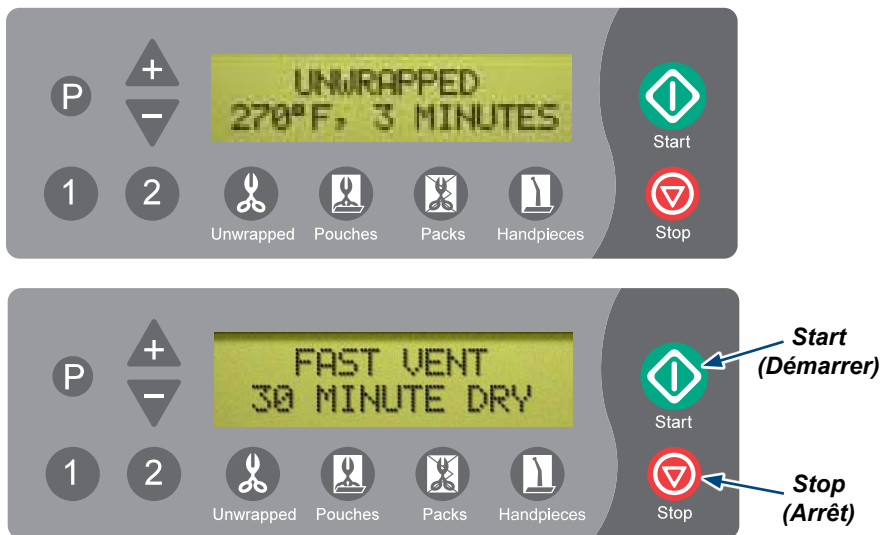 UNWRAPPED
270°F, 3 MINUTES
P
+
−
1 2
Unwrapped Pouches Packs Handpieces
Start
Stop
FAST VENT
30 MINUTE DRY
P
+
−
1 2
Unwrapped Pouches Packs Handpieces
Start
Stop
Start
(Démarrer)
Stop
(Arrêt)